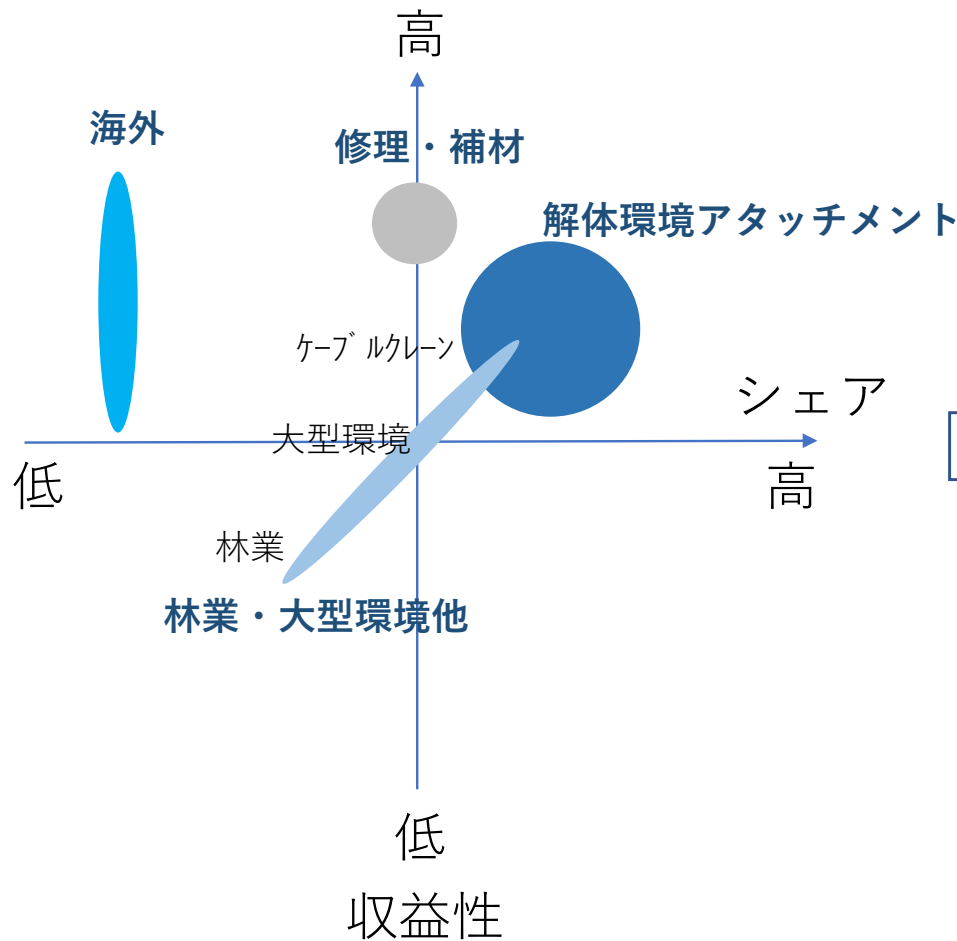 高
海外
修理・補材
解体環境アタッチメント
ｹｰﾌﾞﾙｸﾚｰﾝ
シェア
大型環境
低
高
林業
林業・大型環境他
低
収益性